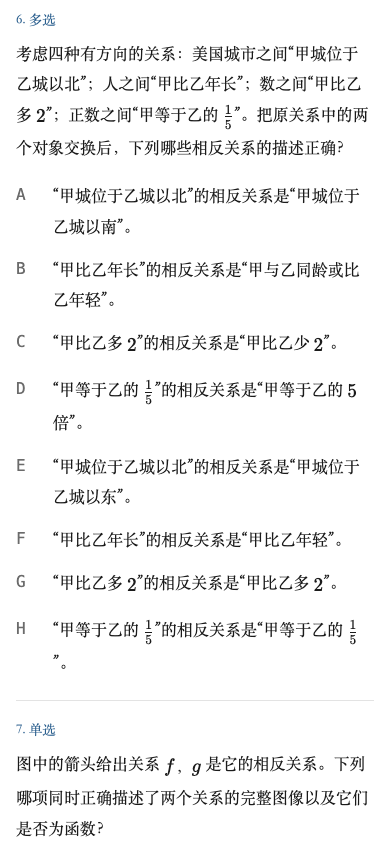 6. 多选
考虑四种有方向的关系：美国城市之间“甲城位于
乙城以北”；人之间“甲比乙年长”；数之间“甲比乙
多 2”；正数之间“甲等于乙的 1/5”。把原关系中的两
个对象交换后，下列哪些相反关系的描述正确？
A “甲城位于乙城以北”的相反关系是“甲城位于
乙城以南”。
B “甲比乙年长”的相反关系是“甲与乙同龄或比
乙年轻”。
C “甲比乙多 2”的相反关系是“甲比乙少 2”。
D “甲等于乙的 1/5”的相反关系是“甲等于乙的 5
倍”。
E “甲城位于乙城以北”的相反关系是“甲城位于
乙城以东”。
F “甲比乙年长”的相反关系是“甲比乙年轻”。
G “甲比乙多 2”的相反关系是“甲比乙多 2”。
H “甲等于乙的 1/5”的相反关系是“甲等于乙的 1/5
”。
7. 单选
图中的箭头给出关系 f，g 是它的相反关系。下列
哪项同时正确描述了两个关系的完整图像以及它们
是否为函数？